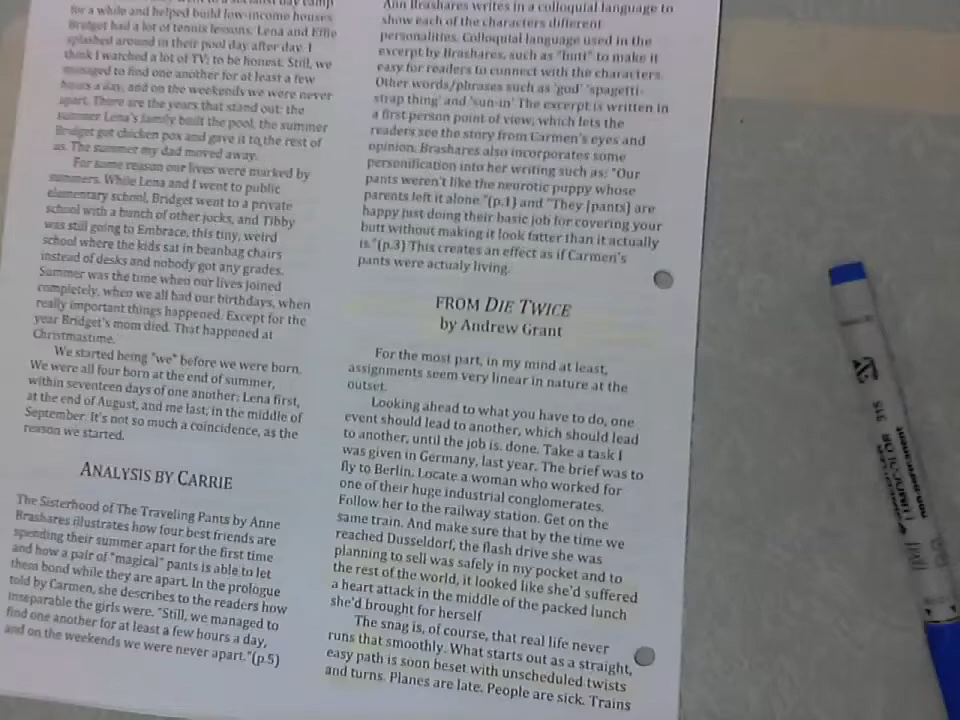 for a while and helped build low-income houses.
Bridget had a lot of tennis lessons. Lena and Effie
splashed around in their pool day after day. I
think I watched a lot of TV, to be honest. Still, we
managed to find one another for at least a few
hours a day, and on the weekends we were never
apart. There are the years that stand out: the
summer Lena's family built the pool, the summer
Bridget got chicken pox and gave it to the rest of
us. The summer my dad moved away.
For some reason our lives were marked by
summers. While Lena and I went to public
elementary school, Bridget went to a private
school with a bunch of other jocks, and Tibby
was still going to Embrace, this tiny, weird
school where the kids sat in beanbag chairs
instead of desks and nobody got any grades.
Summer was the time when our lives joined
completely, when we all had our birthdays, when
really important things happened. Except for the
year Bridget's mom died. That happened at
Christmastime.
We started being "we" before we were born.
We were all four born at the end of summer,
within seventeen days of one another: Lena first,
at the end of August, and me last, in the middle of
September. It's not so much a coincidence, as the
reason we started.
ANALYSIS BY CARRIE
The Sisterhood of The Traveling Pants by Anne
Brashares illustrates how four best friends are
spending their summer apart for the first time
and how a pair of "magical" pants is able to let
them bond while they are apart. In the prologue
told by Carmen, she describes to the readers how
inseparable the girls were. "Still, we managed to
find one another for at least a few hours a day,
and on the weekends we were never apart."(p.5)
Ann Brashares writes in a colloquial language to
show each of the characters different
personalities. Colloquial language used in the
excerpt by Brashares, such as "butt" to make it
easy for readers to connect with the characters.
Other words/phrases such as 'god' 'spagetti-
strap thing' and 'sun-in' The excerpt is written in
a first person point of view, which lets the
readers see the story from Carmen's eyes and
opinion. Brashares also incorporates some
personification into her writing such as: "Our
pants weren't like the neurotic puppy whose
parents left it alone "(p.1) and "They [pants] are
happy just doing their basic job for covering your
butt without making it look fatter than it actually
is."(p.3) This creates an effect as if Carmen's
pants were actualy living.
FROM DIE TWICE
by Andrew Grant
For the most part, in my mind at least,
assignments seem very linear in nature at the
outset.
Looking ahead to what you have to do, one
event should lead to another, which should lead
to another, until the job is. done. Take a task I
was given in Germany, last year. The brief was to
fly to Berlin. Locate a woman who worked for
one of their huge industrial conglomerates.
Follow her to the railway station. Get on the
same train. And make sure that by the time we
reached Dusseldorf, the flash drive she was
planning to sell was safely in my pocket and to
the rest of the world, it looked like she'd suffered
a heart attack in the middle of the packed lunch
she'd brought for herself
The snag is, of course, that real life never
runs that smoothly. What starts out as a straight,
easy path is soon beset with unscheduled twists
and turns. Planes are late. People are sick. Trains
LUMOCOLOR 315
non-permanent